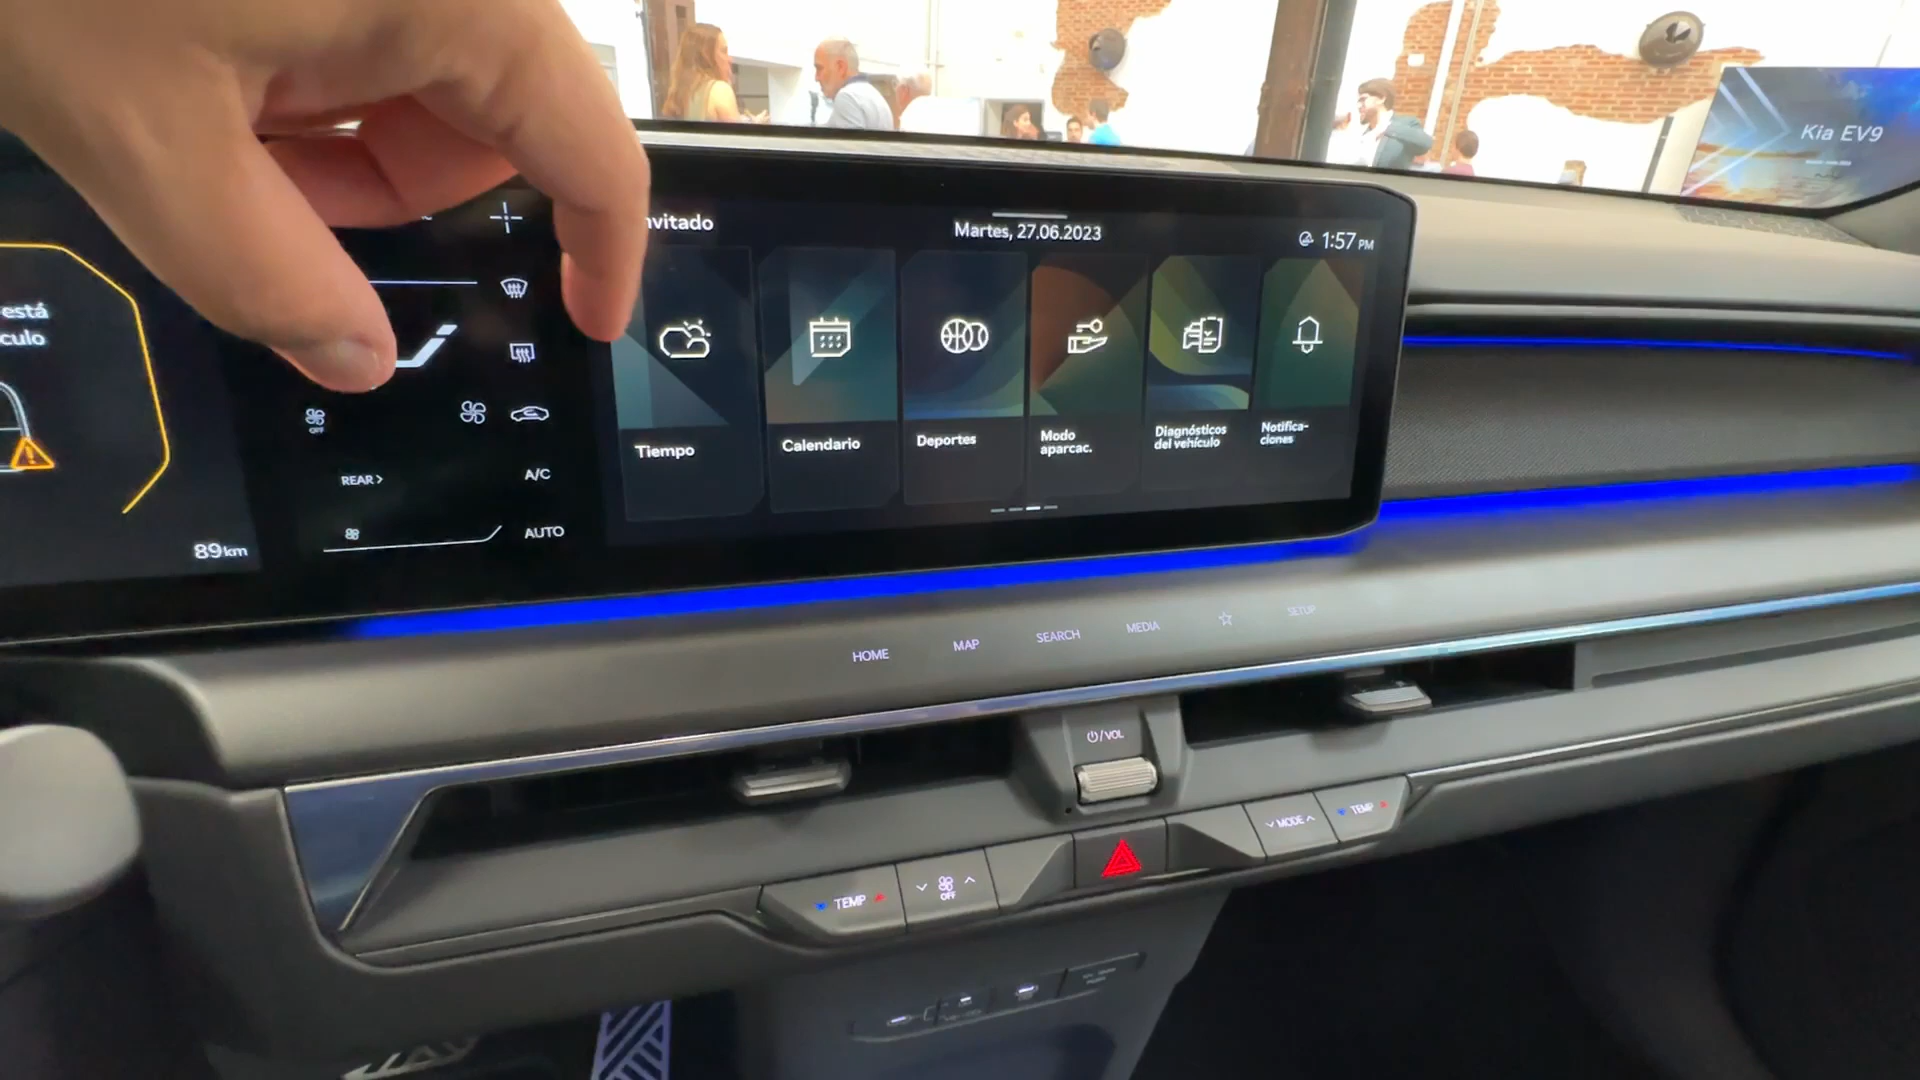 Kia EV9
nvitado
Martes, 27.06.2023
1:57 PM
está
culo
Tiempo
Calendario
Deportes
Modo
aparcac.
Diagnósticos
del vehículo
Notifica-
ciones
OFF
REAR >
A/C
AUTO
89km
HOME
MAP
SEARCH
MEDIA
SETUP
/VOL
TEMP
OFF
MODE
TEMP